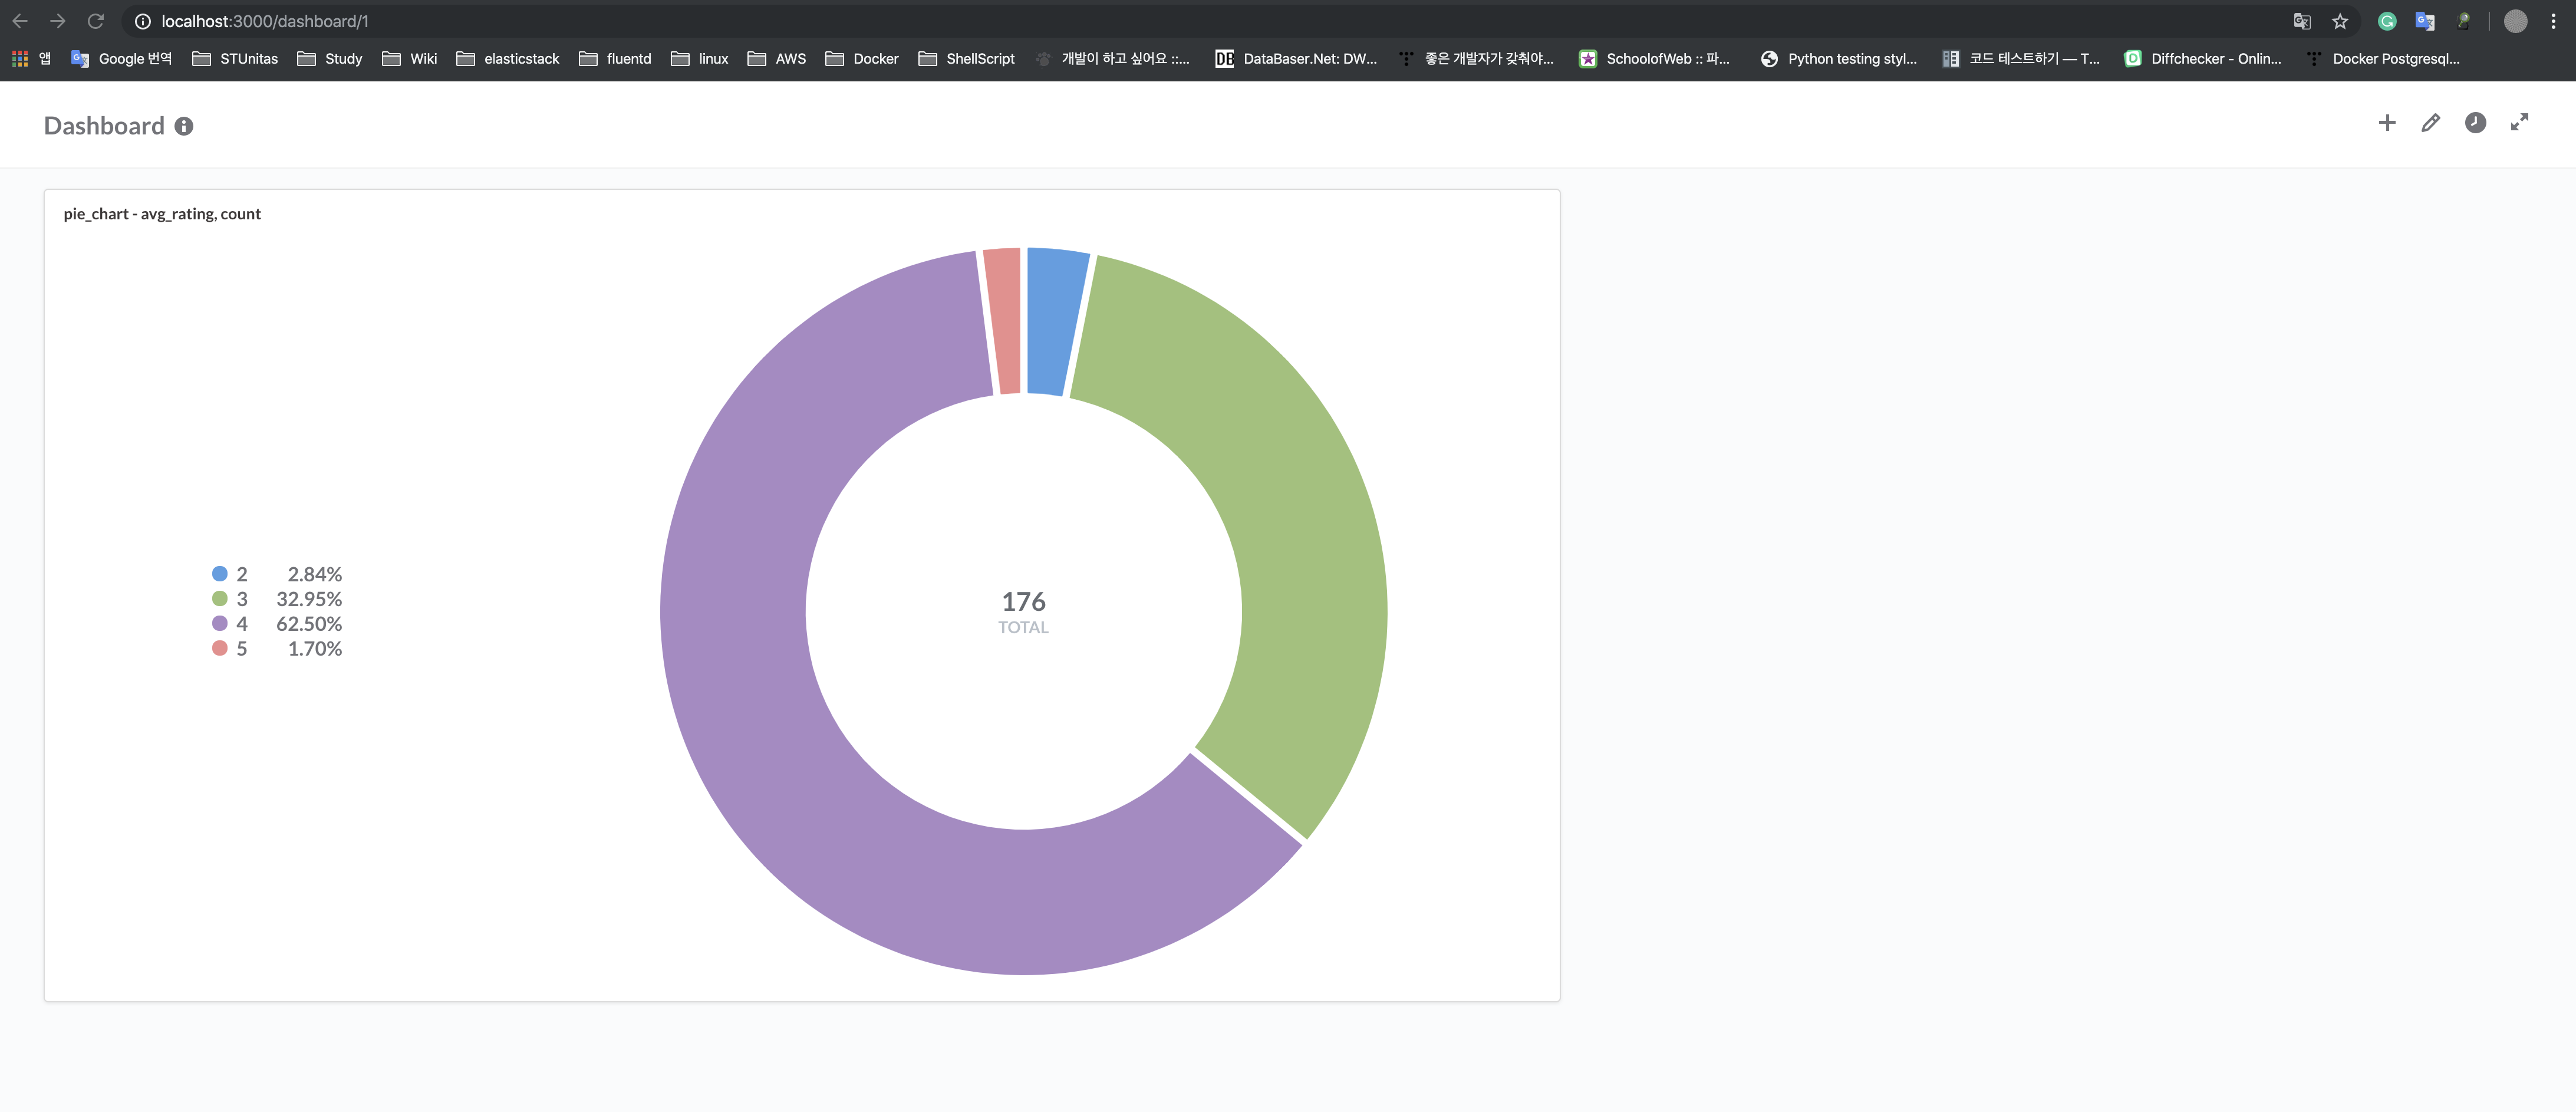 localhost:3000/dashboard/1
앱 Google 번역 STUnitas Study Wiki elasticstack fluentd linux AWS Docker ShellScript 개발이 하고 싶어요 ::... DataBaser.Net: DW... 좋은 개발자가 갖춰야... SchoolofWeb :: 파... Python testing styl... 코드 테스트하기 — T... Diffchecker - Onlin... Docker Postgresql...
Dashboard
pie_chart - avg_rating, count
2 2.84%
3 32.95%
4 62.50%
5 1.70%
176
TOTAL